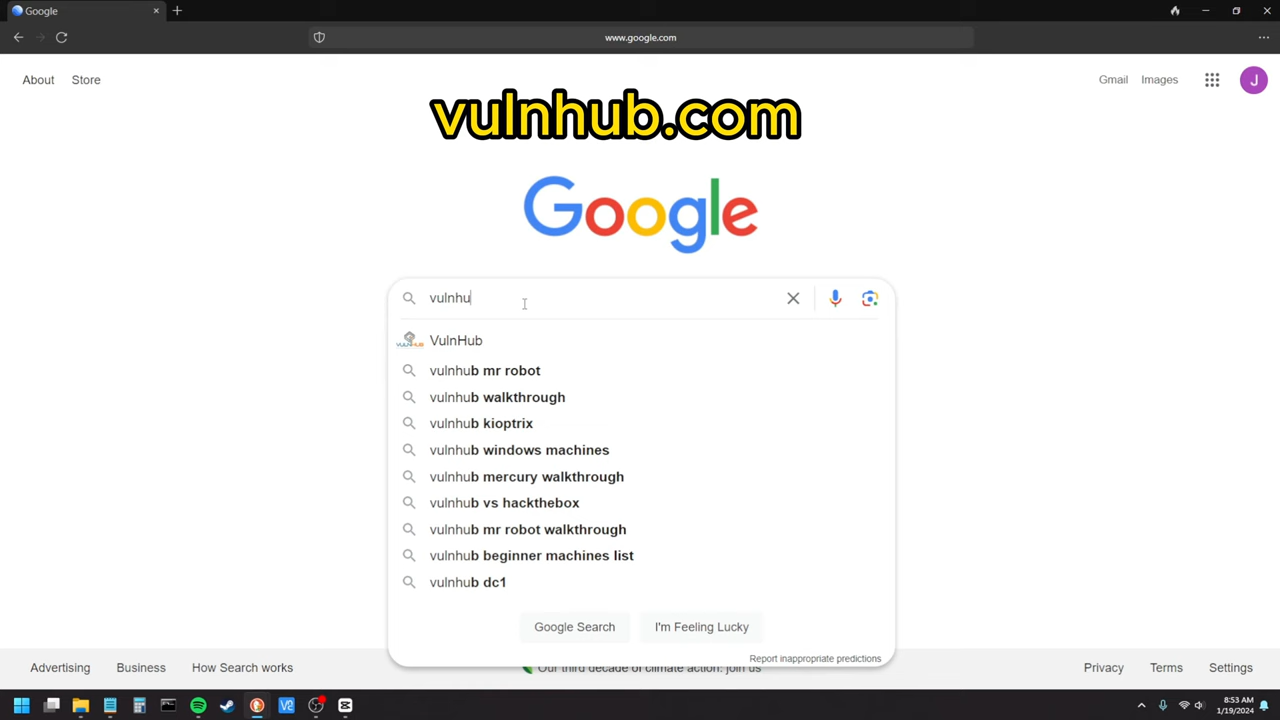 Google
www.google.com
About Store
Gmail Images
J
vulnhub.com
Google
vulnhu
VULNHUB VulnHub
vulnhub mr robot
vulnhub walkthrough
vulnhub kioptrix
vulnhub windows machines
vulnhub mercury walkthrough
vulnhub vs hackthebox
vulnhub mr robot walkthrough
vulnhub beginner machines list
vulnhub dc1
Google Search I'm Feeling Lucky
Report inappropriate predictions
Advertising Business How Search works Our third decade of climate action: join us Privacy Terms Settings
8:53 AM
1/19/2024